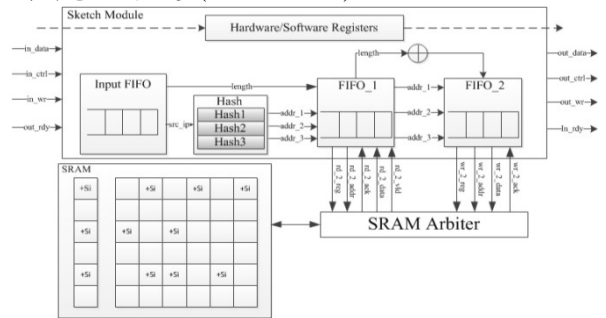 Sketch Module
Hardware/Software Registers
in_data
in_ctrl
in_wr
out_rdy
Input FIFO
src_ip
length
Hash
Hash1
Hash2
Hash3
addr_1
addr_2
addr_3
length
FIFO_1
addr_1
addr_2
addr_3
FIFO_2
out_data
out_ctrl
out_wr
In_rdy
rd_2_req
rd_2_addr
rd_2_ack
rd_2_data
rd_2_vld
wr_2_req
wr_2_addr
wr_2_data
wr_2_ack
SRAM Arbiter
SRAM
+Si +Si +Si +Si
+Si +Si +Si
+Si +Si +Si +Si